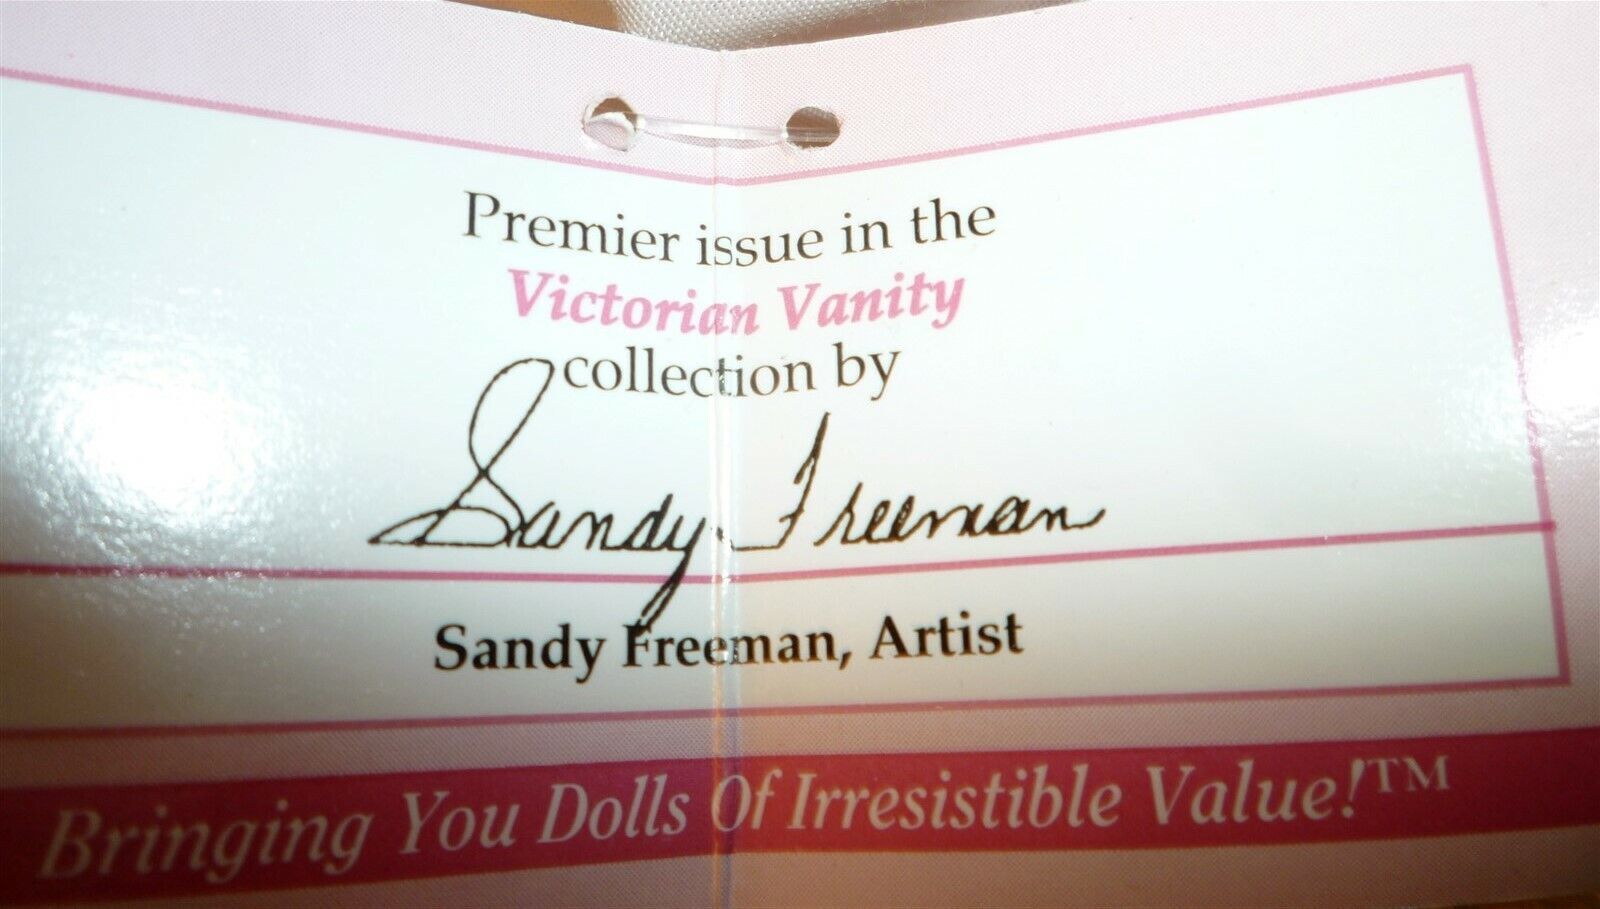 Premier issue in the
Victorian Vanity
collection by
Sandy Freeman
Sandy Freeman, Artist
Bringing You Dolls Of Irresistible Value!™